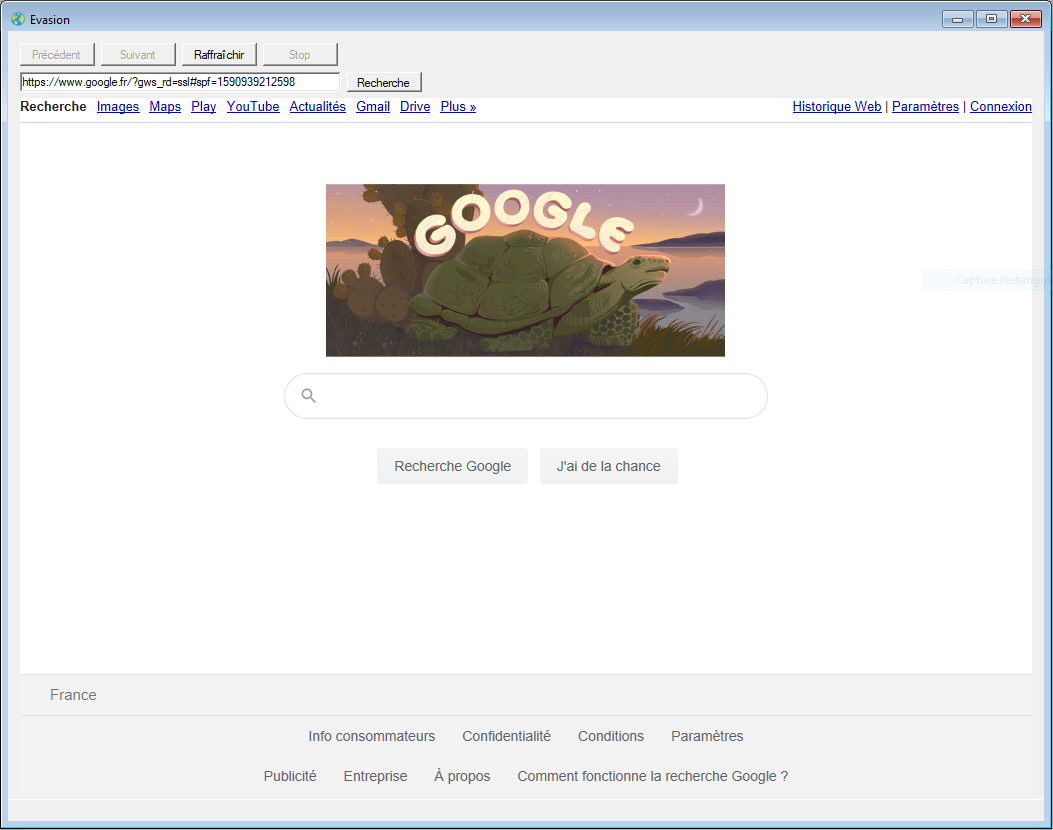 Evasion
Précédent Suivant Raffraîchir Stop
https://www.google.fr/?gws_rd=ssl#spf=1590939212598 Recherche
Recherche Images Maps Play YouTube Actualités Gmail Drive Plus » Historique Web | Paramètres | Connexion
GOOGLE
Capture rectangul
Recherche Google J'ai de la chance
France
Info consommateurs Confidentialité Conditions Paramètres
Publicité Entreprise À propos Comment fonctionne la recherche Google ?